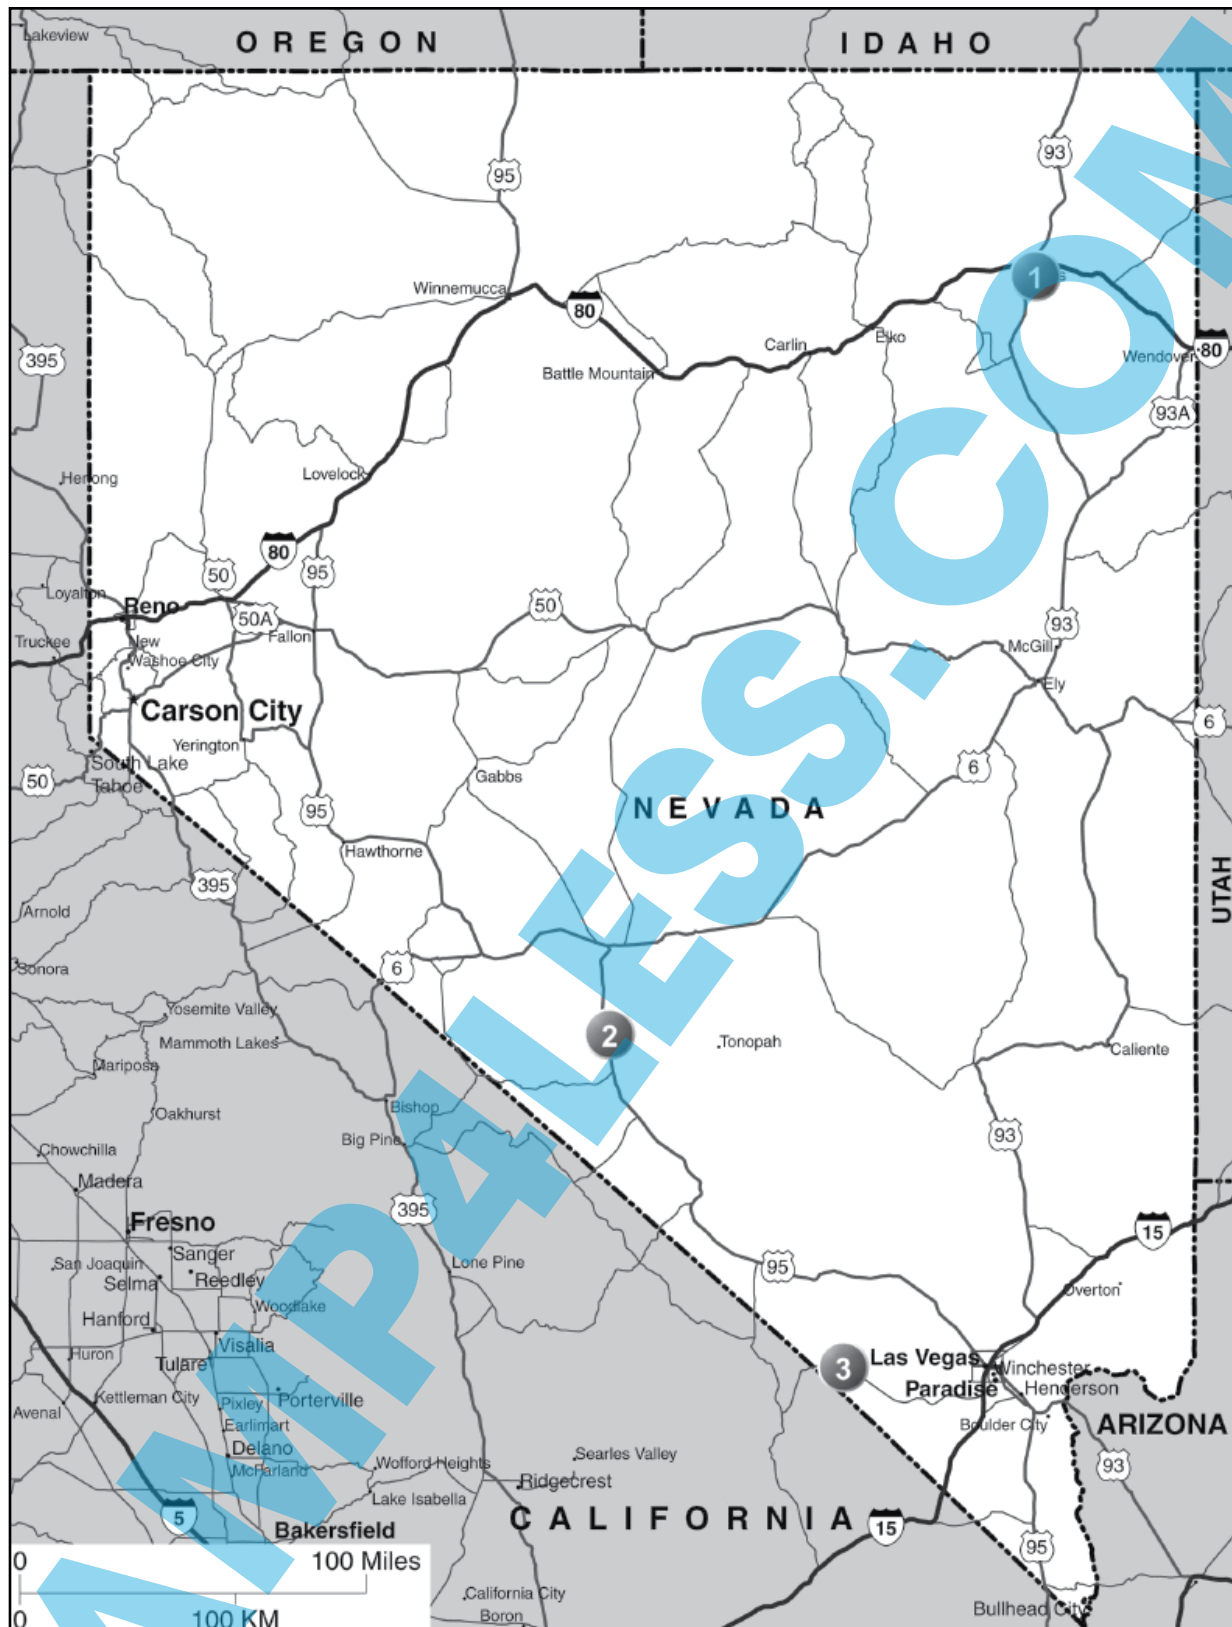 Lakeview
OREGON
IDAHO
95
93
Winnemucca
1
s
80
395
Carlin
Elko
Wendover
80
Battle Mountain
93A
Herlong
Lovelock
80
50
95
Loyalton
Reno
50A
50
Fallon
93
Truckee
New
Washoe City
McGill
Ely
Carson City
6
Yerington
South Lake
Tahoe
50
Gabbs
6
95
NEVADA
Hawthorne
395
UTAH
Arnold
Sonora
6
Yosemite Valley
2
Mammoth Lakes
Tonopah
Caliente
Mariposa
Bishop
Oakhurst
Big Pine
93
Chowchilla
Madera
395
Fresno
15
Sanger
San Joaquin
Lone Pine
95
Selma
Reedley
Overton
Hanford
Woodlake
Visalia
Huron
Tulare
3
Las Vegas
Winchester
Kettleman City
Porterville
Paradise
Henderson
Pixley
Avenal
Earlimart
Boulder City
ARIZONA
Delano
Searles Valley
McFarland
Wofford Heights
93
Ridgecrest
Lake Isabella
5
CALIFORNIA
15
Bakersfield
95
0
100 Miles
California City
0
100 KM
Boron
Bullhead City
MP4LESS.COM